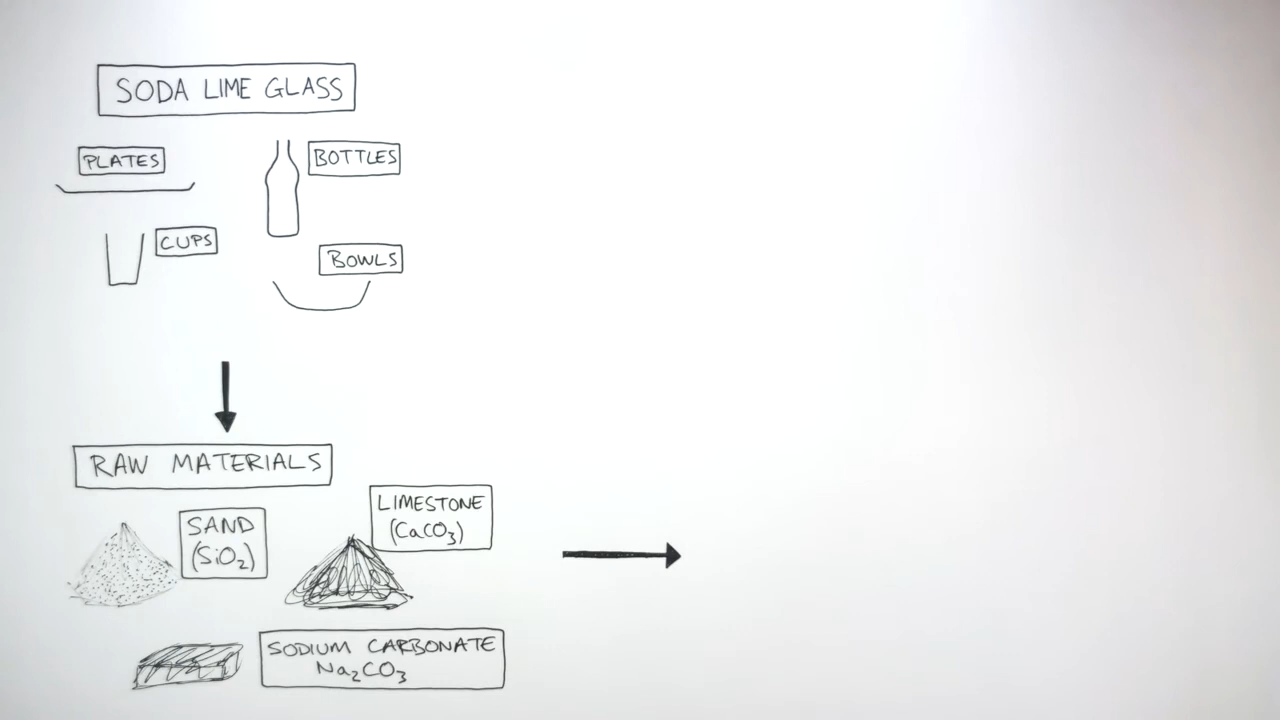 SODA LIME GLASS
PLATES
BOTTLES
CUPS
BOWLS
RAW MATERIALS
SAND
(SiO₂)
LIMESTONE
(CaCO₃)
SODIUM CARBONATE
Na₂CO₃